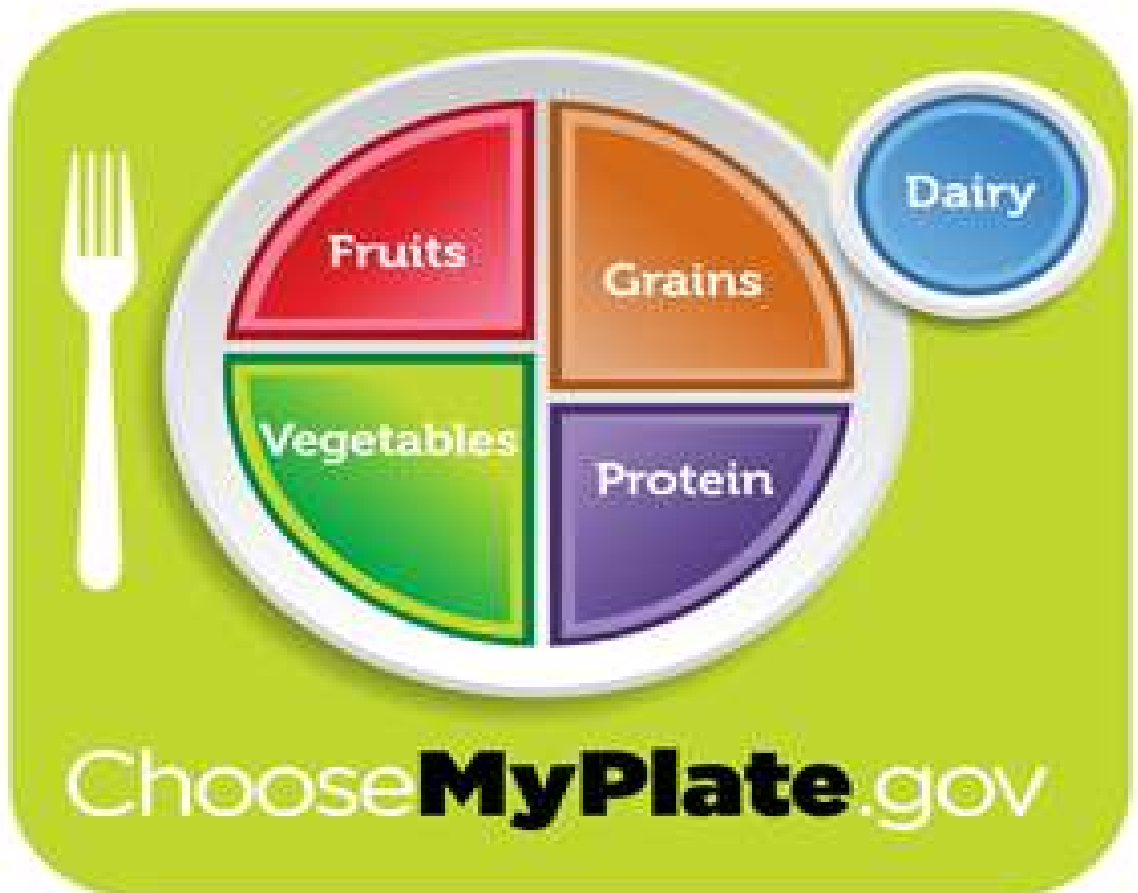 Dairy
Fruits
Grains
Vegetables
Protein
ChooseMyPlate.gov